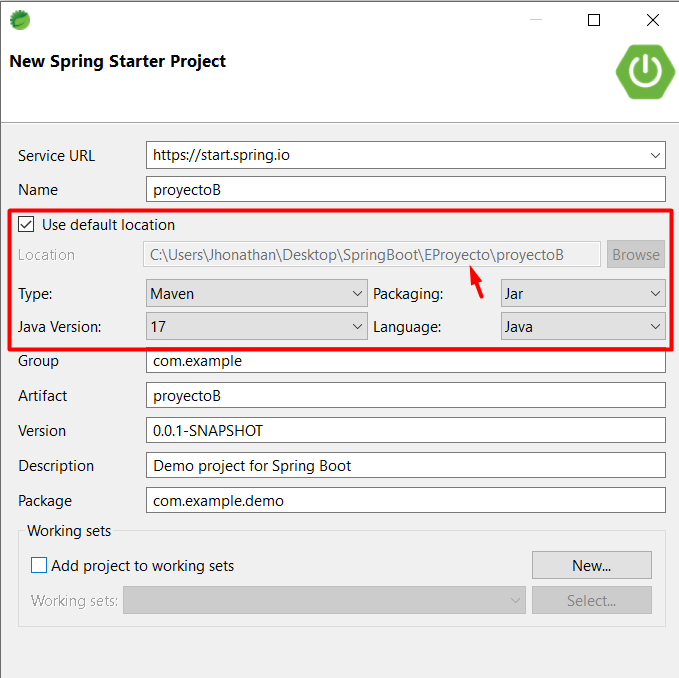 New Spring Starter Project
Service URL https://start.spring.io
Name proyectoB
Use default location
Location C:\Users\Jhonathan\Desktop\SpringBoot\EProyecto\proyectoB Browse
Type: Maven Packaging: Jar
Java Version: 17 Language: Java
Group com.example
Artifact proyectoB
Version 0.0.1-SNAPSHOT
Description Demo project for Spring Boot
Package com.example.demo
Working sets
Add project to working sets New...
Working sets: Select...